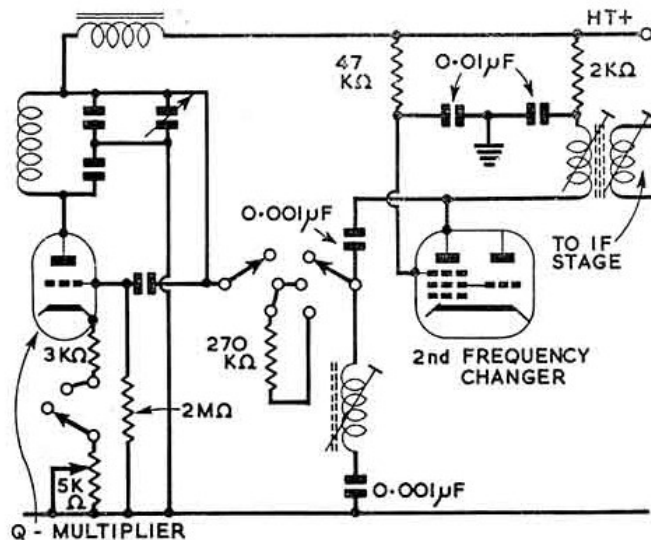 HT+
47
KΩ
0·01µF
2KΩ
0·001µF
TO IF
STAGE
3KΩ
270
KΩ
2nd FREQUENCY
CHANGER
2MΩ
5K
Ω
0·001µF
Q - MULTIPLIER